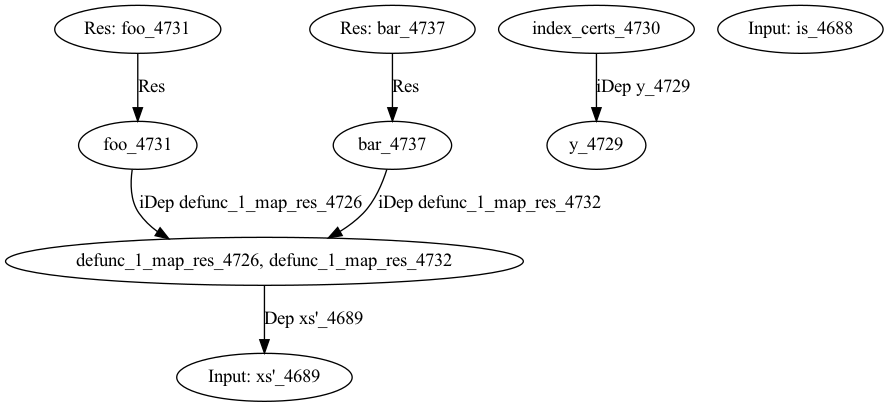 Res: foo_4731
Res: bar_4737
index_certs_4730
Input: is_4688
Res
Res
iDep y_4729
foo_4731
bar_4737
y_4729
iDep defunc_1_map_res_4726
iDep defunc_1_map_res_4732
defunc_1_map_res_4726, defunc_1_map_res_4732
Dep xs'_4689
Input: xs'_4689